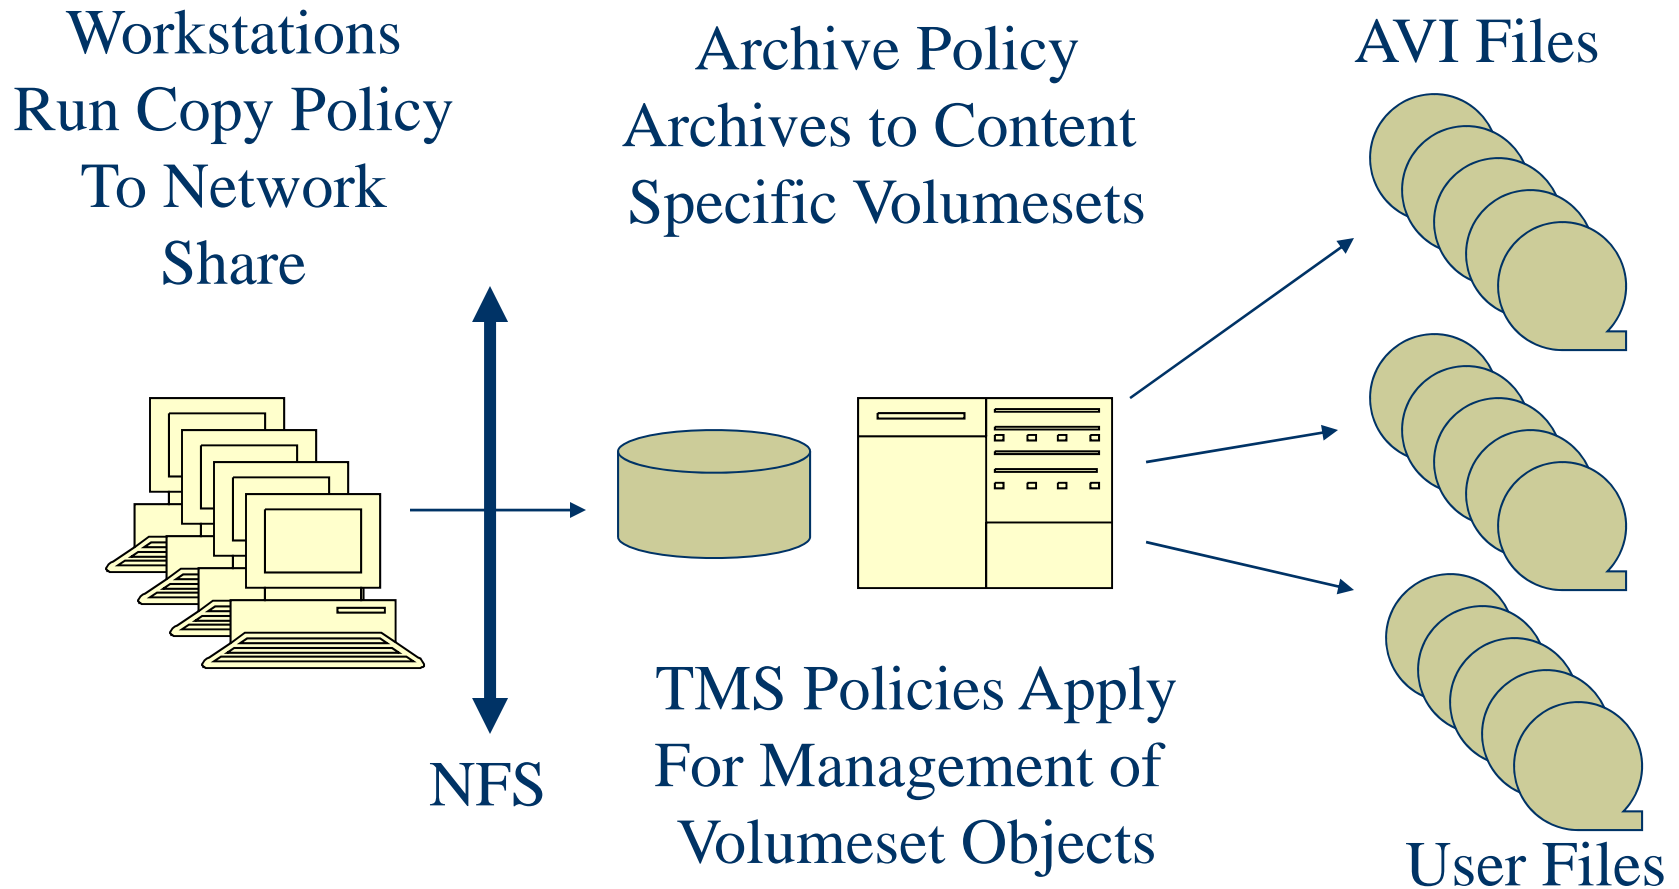 Workstations
Run Copy Policy
To Network
Share
Archive Policy
Archives to Content
Specific Volumesets
AVI Files
NFS
TMS Policies Apply
For Management of
Volumeset Objects
User Files